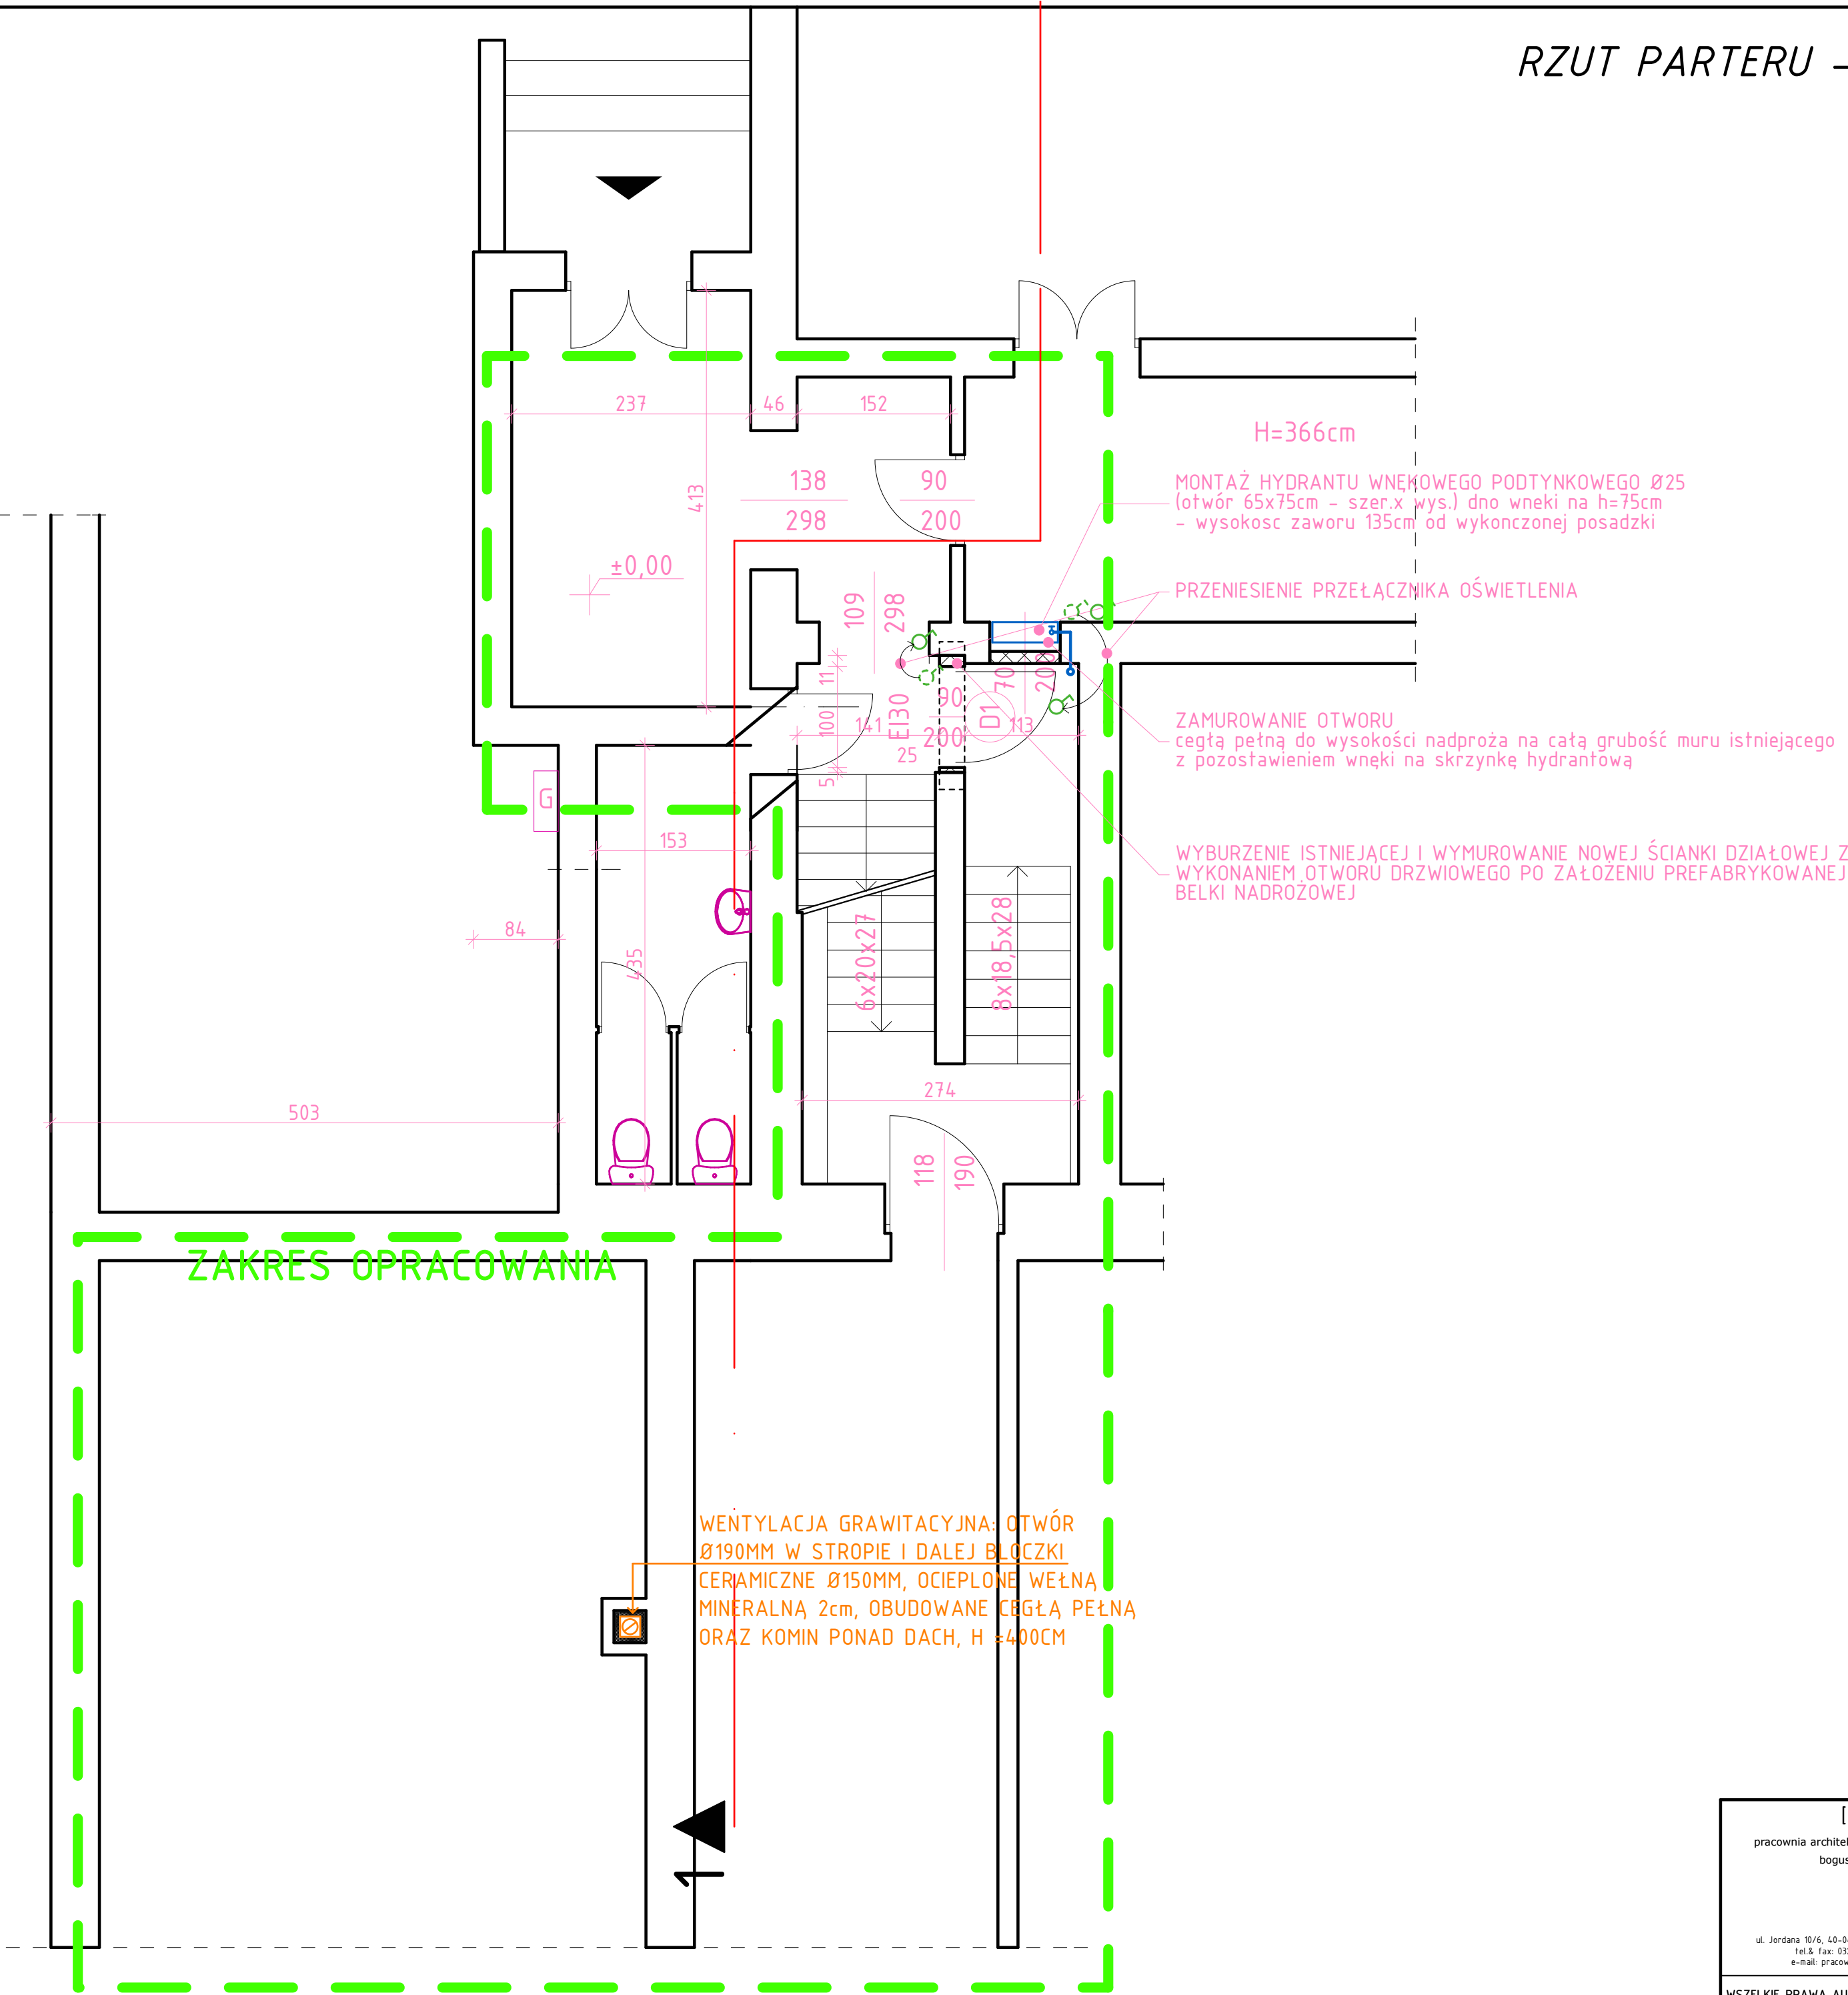 RZUT PARTERU –
237
46
152
H=366cm
413
138
298
90
200
MONTAŻ HYDRANTU WNĘKOWEGO PODTYNKOWEGO Ø25
(otwór 65x75cm – szer.x wys.) dno wneki na h=75cm
– wysokosc zaworu 135cm od wykonczonej posadzki
±0,00
PRZENIESIENIE PRZEŁĄCZNIKA OŚWIETLENIA
109
298
11
100
5
141
EI30
90
200
25
D1
70
113
ZAMUROWANIE OTWORU
cegłą pełną do wysokości nadproża na całą grubość muru istniejącego
z pozostawieniem wnęki na skrzynkę hydrantową
G
153
WYBURZENIE ISTNIEJĄCEJ I WYMUROWANIE NOWEJ ŚCIANKI DZIAŁOWEJ Z
WYKONANIEM OTWORU DRZWIOWEGO PO ZAŁOŻENIU PREFABRYKOWANEJ
BELKI NADROŻOWEJ
84
435
6x20x27
8x18,5x28
274
503
118
190
ZAKRES OPRACOWANIA
WENTYLACJA GRAWITACYJNA: OTWÓR
Ø190MM W STROPIE I DALEJ BLOCZKI
CERAMICZNE Ø150MM, OCIEPLONE WEŁNĄ
MINERALNĄ 2cm, OBUDOWANE CEGŁĄ PEŁNĄ
ORAZ KOMIN PONAD DACH, H =400CM
1
[
pracownia archite
bogus
ul. Jordana 10/6, 40-0
tel.& fax: 03
e-mail: pracow
WSZELKIE PRAWA AU